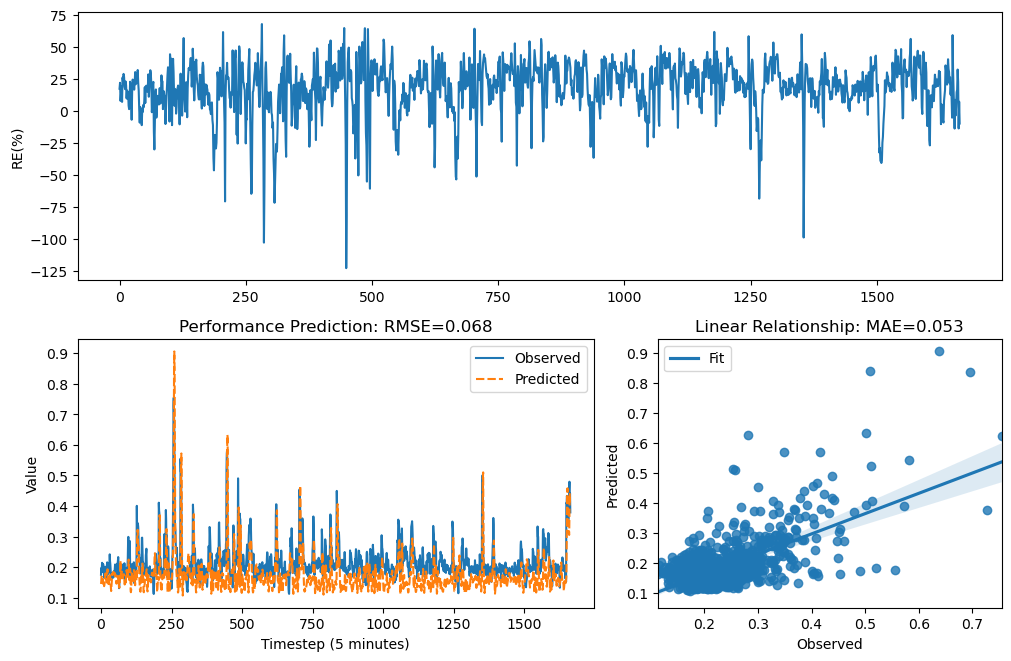 75
50
25
0
−25
−50
−75
−100
−125
RE(%)
0 250 500 750 1000 1250 1500
Performance Prediction: RMSE=0.068
Observed
Predicted
0.9
0.8
0.7
0.6
0.5
0.4
0.3
0.2
0.1
Value
0 250 500 750 1000 1250 1500
Timestep (5 minutes)
Linear Relationship: MAE=0.053
Fit
0.9
0.8
0.7
0.6
0.5
0.4
0.3
0.2
0.1
Predicted
0.2 0.3 0.4 0.5 0.6 0.7
Observed